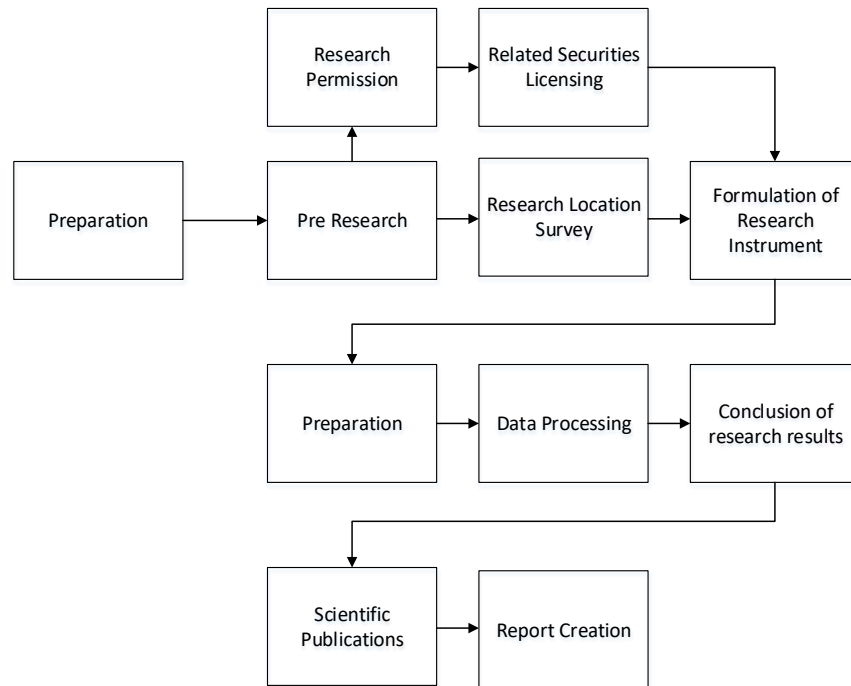 Research
Permission
Related Securities
Licensing
Preparation
Pre Research
Research Location
Survey
Formulation of
Research
Instrument
Preparation
Data Processing
Conclusion of
research results
Scientific
Publications
Report Creation